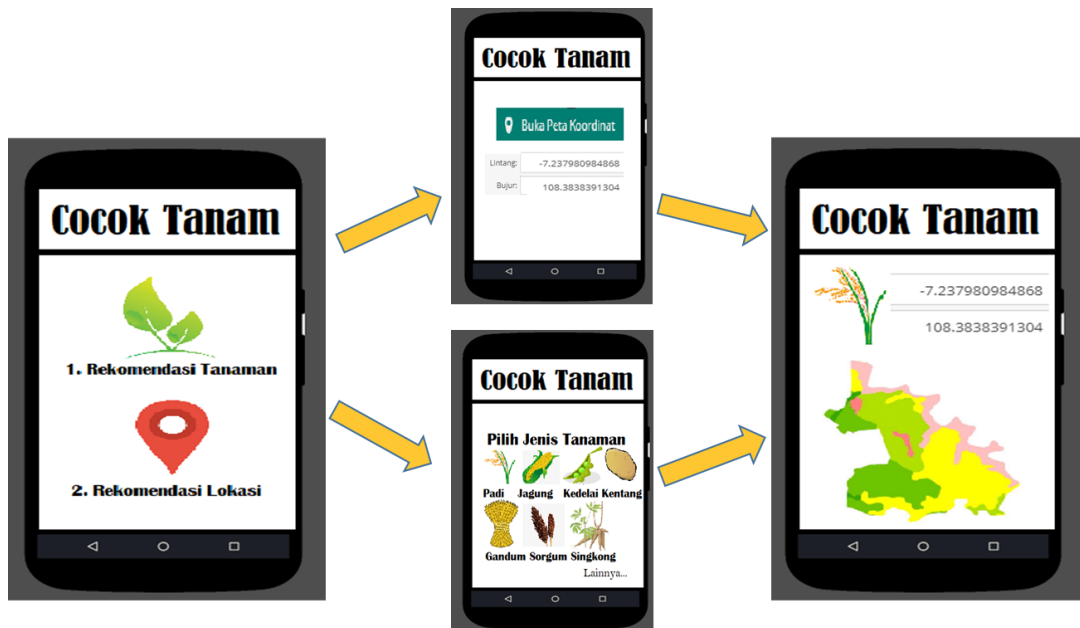 Cocok Tanam
1. Rekomendasi Tanaman
2. Rekomendasi Lokasi
Cocok Tanam
Buka Peta Koordinat
Lintang: -7.237980984868
Bujur: 108.3838391304
Cocok Tanam
Pilih Jenis Tanaman
Padi Jagung Kedelai Kentang
Gandum Sorgum Singkong
Lainnya...
Cocok Tanam
-7.237980984868
108.3838391304